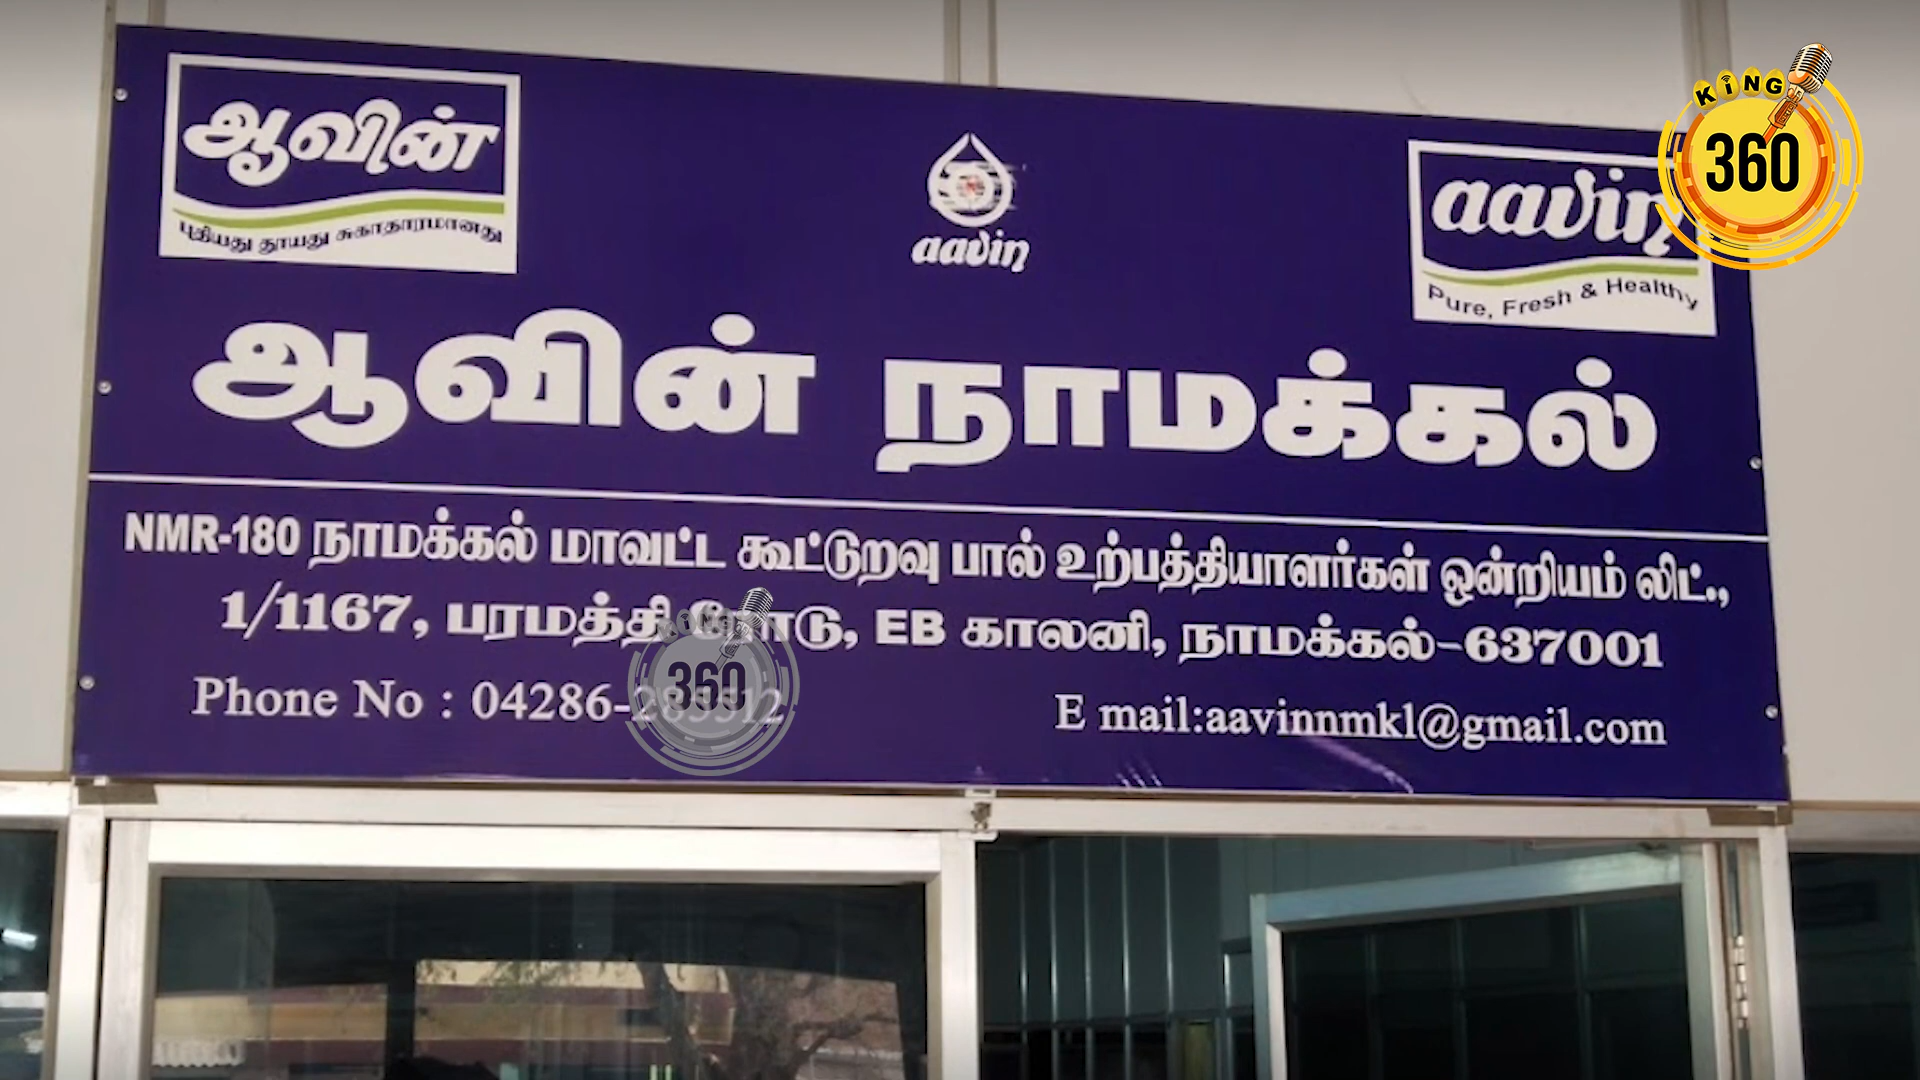 ஆவின்
புதியது தூயது சுகாதாரமானது
aavin
aavin
Pure, Fresh & Healthy
KING
360
ஆவின் நாமக்கல்
NMR-180 நாமக்கல் மாவட்ட கூட்டுறவு பால் உற்பத்தியாளர்கள் ஒன்றியம் லிட்.,
1/1167, பரமத்தி ரோடு, EB காலனி, நாமக்கல்-637001
KING
360
Phone No : 04286-
E mail:aavinnmkl@gmail.com